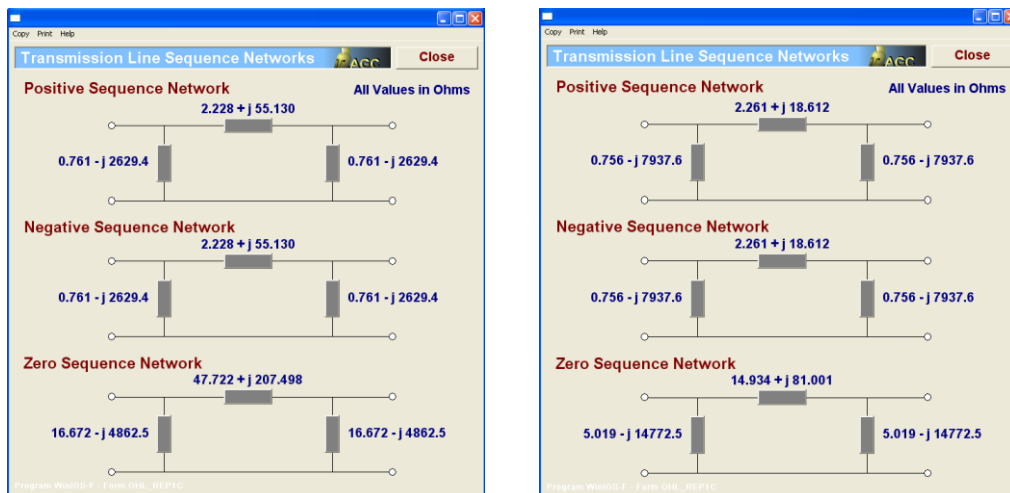 Copy Print Help
Transmission Line Sequence Networks
AGC
Close
Positive Sequence Network
All Values in Ohms
2.228 + j 55.130
0.761 - j 2629.4
0.761 - j 2629.4
Negative Sequence Network
2.228 + j 55.130
0.761 - j 2629.4
0.761 - j 2629.4
Zero Sequence Network
47.722 + j 207.498
16.672 - j 4862.5
16.672 - j 4862.5
Program WinIGS-F - Form OHL_REP1C
Copy Print Help
Transmission Line Sequence Networks
AGC
Close
Positive Sequence Network
All Values in Ohms
2.261 + j 18.612
0.756 - j 7937.6
0.756 - j 7937.6
Negative Sequence Network
2.261 + j 18.612
0.756 - j 7937.6
0.756 - j 7937.6
Zero Sequence Network
14.934 + j 81.001
5.019 - j 14772.5
5.019 - j 14772.5
Program WinIGS-F - Form OHL_REP1C